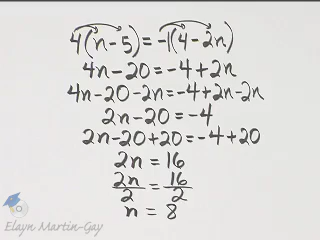 4(n - 5) = -1(4 - 2n)
4n - 20 = -4 + 2n
4n - 20 - 2n = -4 + 2n - 2n
2n - 20 = -4
2n - 20 + 20 = -4 + 20
2n = 16
2n/2 = 16/2
n = 8
Elayn Martin-Gay